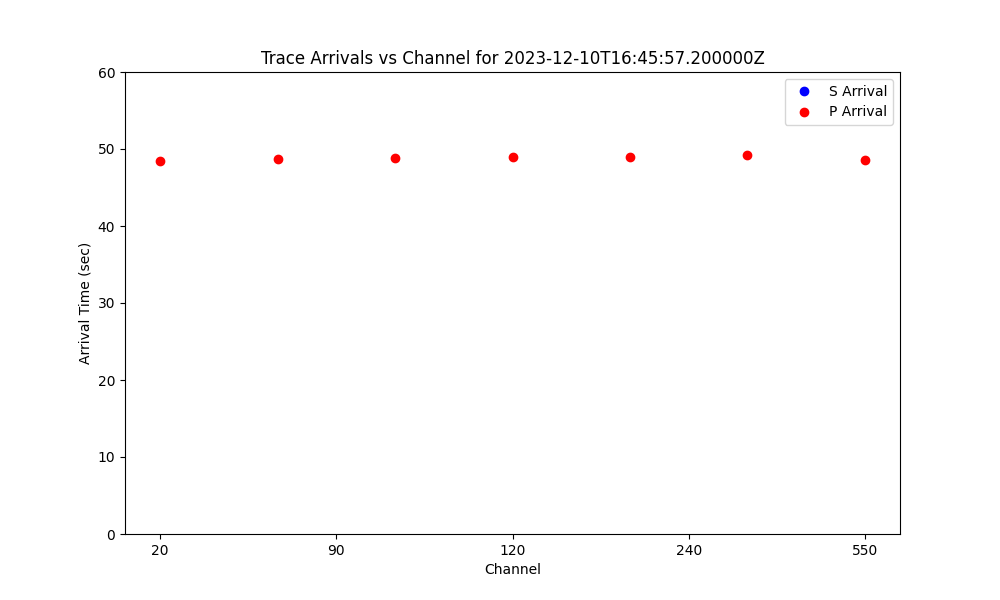 Trace Arrivals vs Channel for 2023-12-10T16:45:57.200000Z
60
50
40
30
20
10
0
Arrival Time (sec)
S Arrival
P Arrival
20 90 120 240 550
Channel